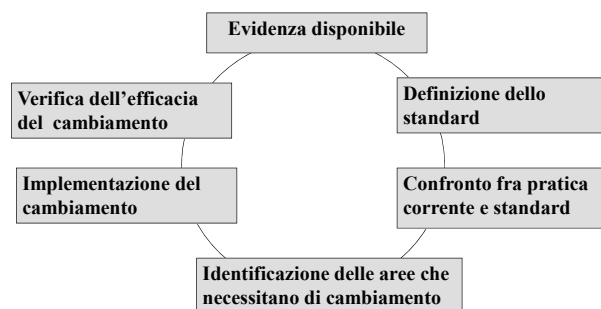 Evidenza disponibile
Definizione dello
standard
Confronto fra pratica
corrente e standard
Identificazione delle aree che
necessitano di cambiamento
Implementazione del
cambiamento
Verifica dell'efficacia
del cambiamento